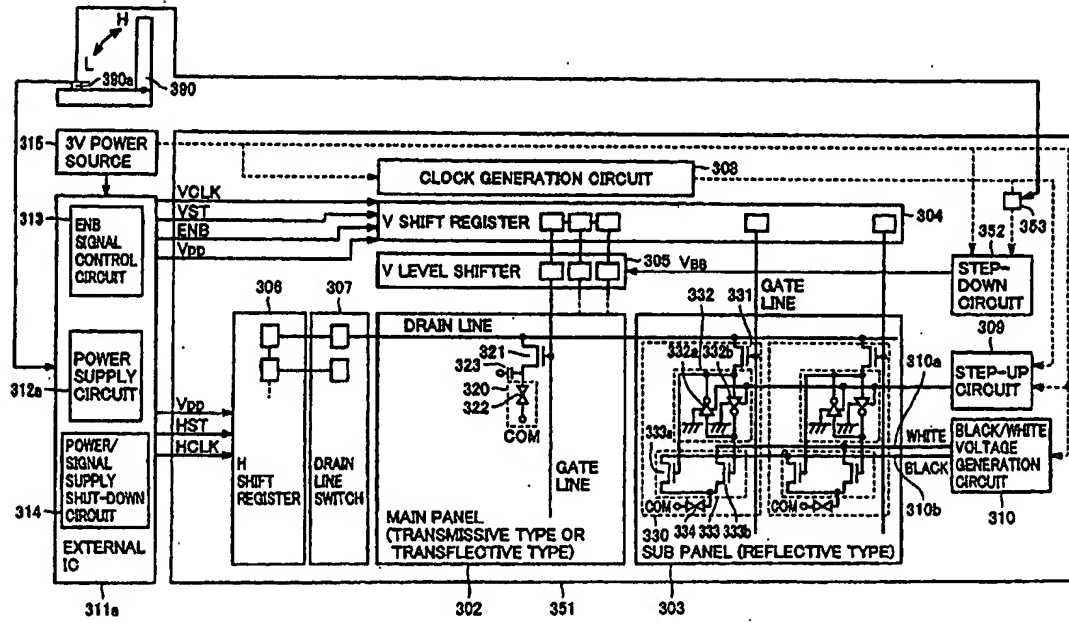 H
L
390a
390
315
3V POWER
SOURCE
308
CLOCK GENERATION CIRCUIT
VCLK
VST
ENB
VDD
313
ENB
SIGNAL
CONTROL
CIRCUIT
V SHIFT REGISTER
304
353
352
305
V LEVEL SHIFTER
VBB
STEP-
DOWN
CIRCUIT
GATE
LINE
306
307
DRAIN LINE
332
331
309
321
323
320
322
COM
332a
332b
310a
STEP-UP
CIRCUIT
POWER
SUPPLY
CIRCUIT
312a
VDD
HST
HCLK
333a
WHITE
BLACK
BLACK/WHITE
VOLTAGE
GENERATION
CIRCUIT
POWER/
SIGNAL
SUPPLY
SHUT-DOWN
CIRCUIT
314
H
SHIFT
REGISTER
DRAIN
LINE
SWITCH
GATE
LINE
COM
COM
334
333
333b
330
310b
310
MAIN PANEL
(TRANSMISSIVE TYPE OR
TRANSFLECTIVE TYPE)
SUB PANEL (REFLECTIVE TYPE)
EXTERNAL
IC
311a
302
351
303